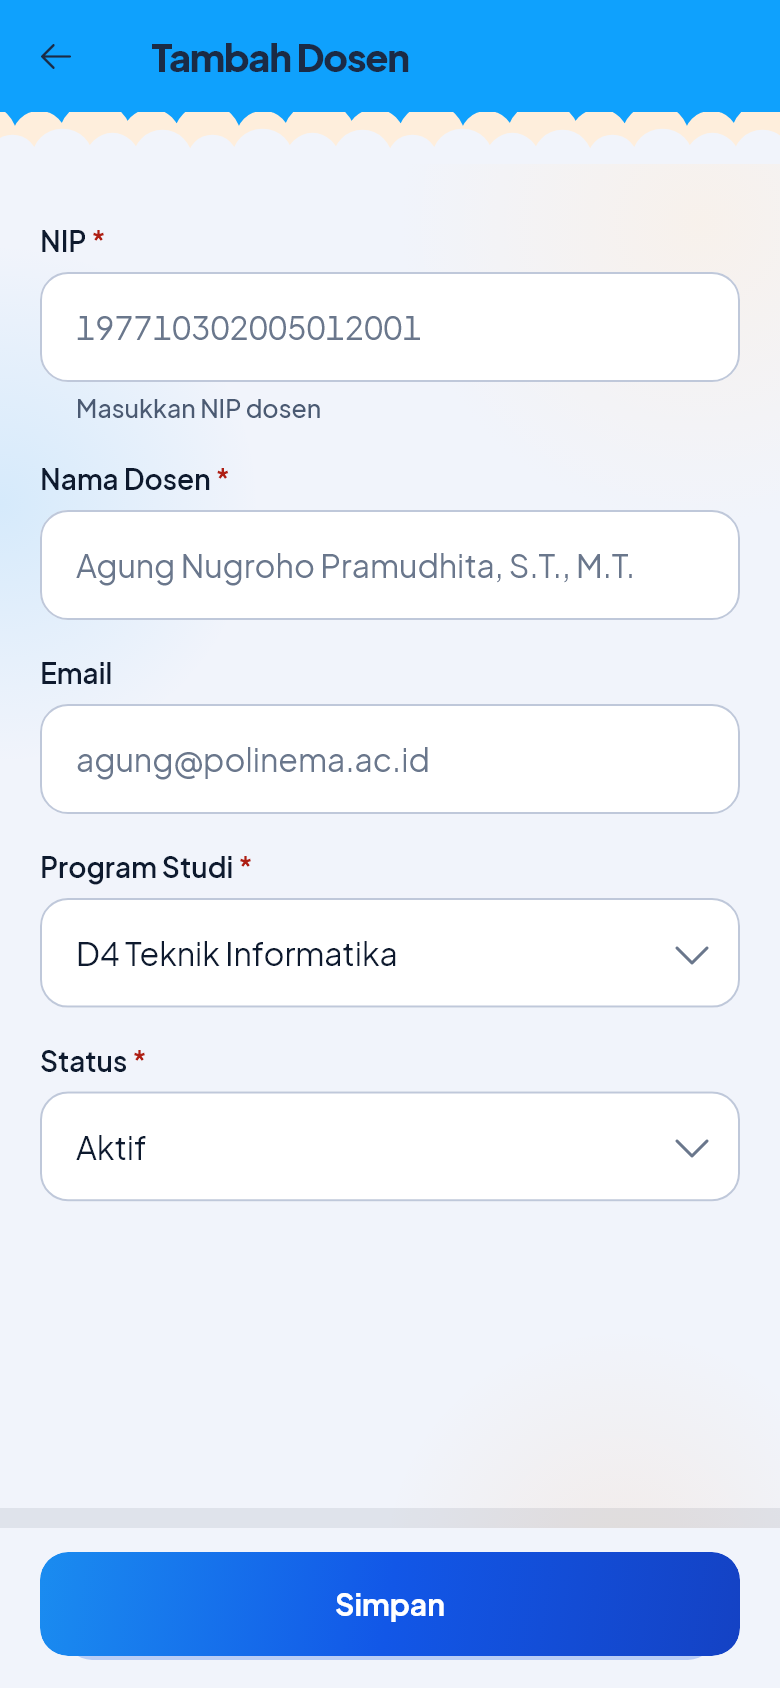 Tambah Dosen
NIP *
197710302005012001
Masukkan NIP dosen
Nama Dosen *
Agung Nugroho Pramudhita, S.T., M.T.
Email
agung@polinema.ac.id
Program Studi *
D4 Teknik Informatika
Status *
Aktif
Simpan